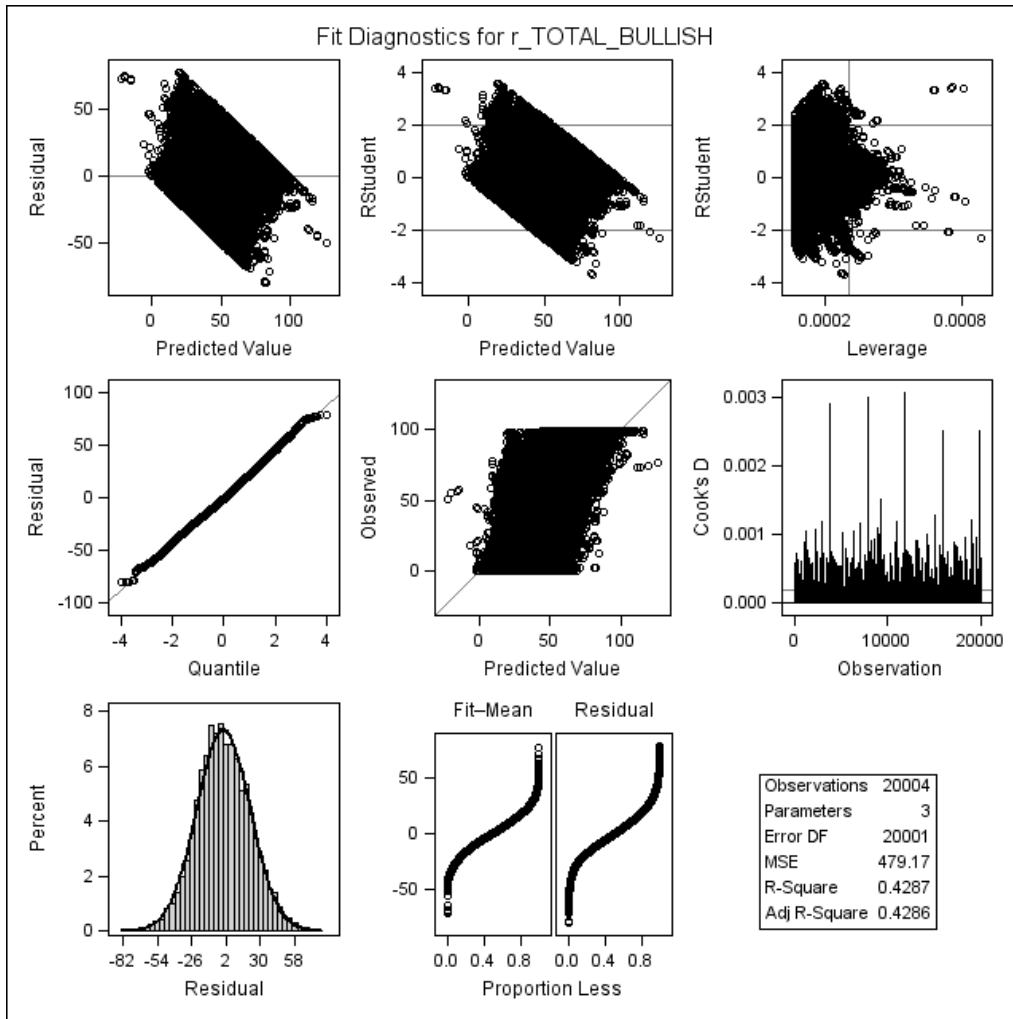 Fit Diagnostics for r_TOTAL_BULLISH
Residual
50
0
-50
0 50 100
Predicted Value
RStudent
4
2
0
-2
-4
0 50 100
Predicted Value
RStudent
4
2
0
-2
-4
0.0002 0.0008
Leverage
Residual
100
50
0
-50
-100
-4 -2 0 2 4
Quantile
Observed
100
50
0
0 50 100
Predicted Value
Cook's D
0.003
0.002
0.001
0.000
0 10000 20000
Observation
Percent
8
6
4
2
0
-82 -54 -26 2 30 58
Residual
Fit–Mean Residual
50
0
-50
0.0 0.4 0.8 0.0 0.4 0.8
Proportion Less
Observations 20004
Parameters 3
Error DF 20001
MSE 479.17
R-Square 0.4287
Adj R-Square 0.4286